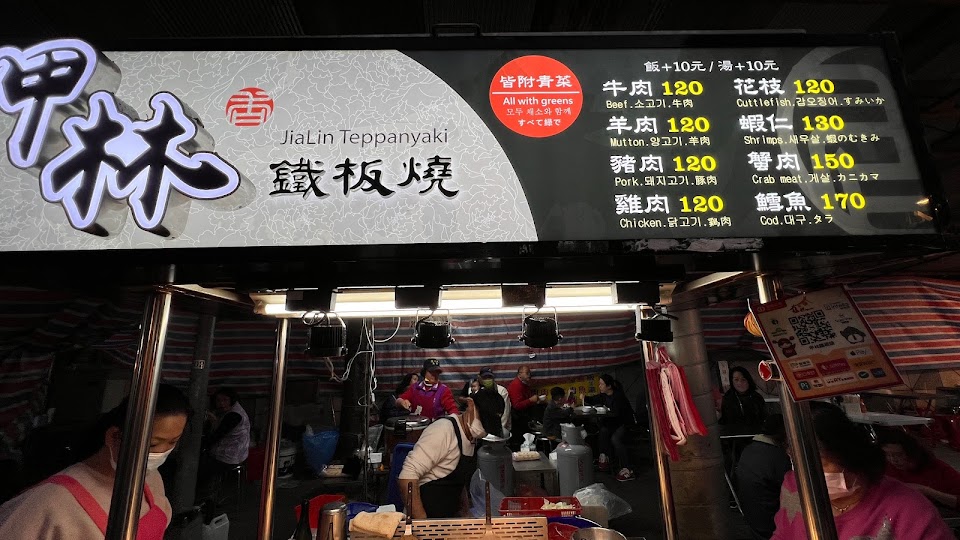 甲林
香
JiaLin Teppanyaki
鐵板燒
皆附青菜
All with greens
모두 채소와 함께
すべて緑で
飯+10元/湯+10元
牛肉 120
Beef.소고기.牛肉
羊肉 120
Mutton.양고기.羊肉
豬肉 120
Pork.돼지고기.豚肉
雞肉 120
Chicken.닭고기.鶏肉
花枝 120
Cuttlefish.갑오징어.すみいか
蝦仁 130
Shrimps.새우살.蝦のむきみ
蟹肉 150
Crab meat.게살.カニカマ
鱈魚 170
Cod.대구.タラ